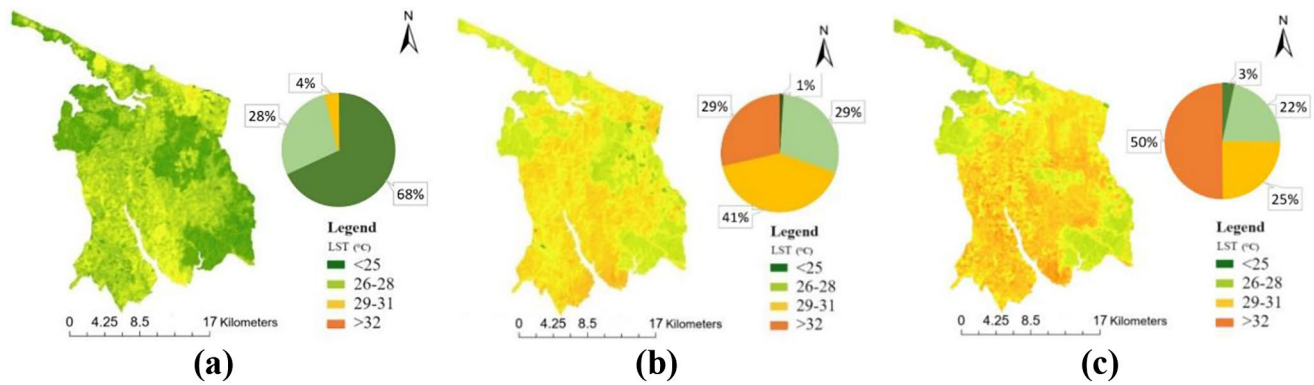 N
4%
28%
68%
Legend
LST (°C)
<25
26-28
29-31
>32
0 4.25 8.5 17 Kilometers
(a)
N
1%
29%
29%
41%
Legend
LST (°C)
<25
26-28
29-31
>32
0 4.25 8.5 17 Kilometers
(b)
N
3%
22%
50%
25%
Legend
LST (°C)
<25
26-28
29-31
>32
0 4.25 8.5 17 Kilometers
(c)